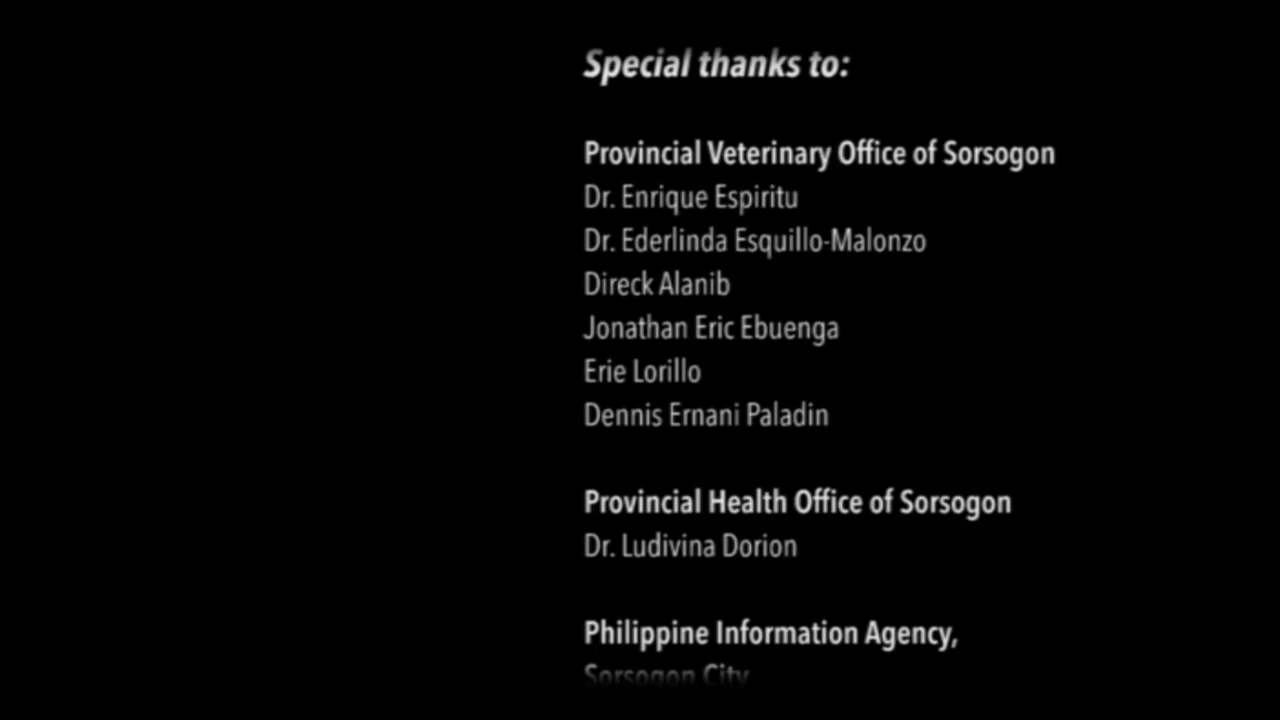 Special thanks to:
Provincial Veterinary Office of Sorsogon
Dr. Enrique Espiritu
Dr. Ederlinda Esquillo-Malonzo
Direck Alanib
Jonathan Eric Ebuenga
Erie Lorillo
Dennis Ernani Paladin
Provincial Health Office of Sorsogon
Dr. Ludivina Dorion
Philippine Information Agency,
Sorsogon City